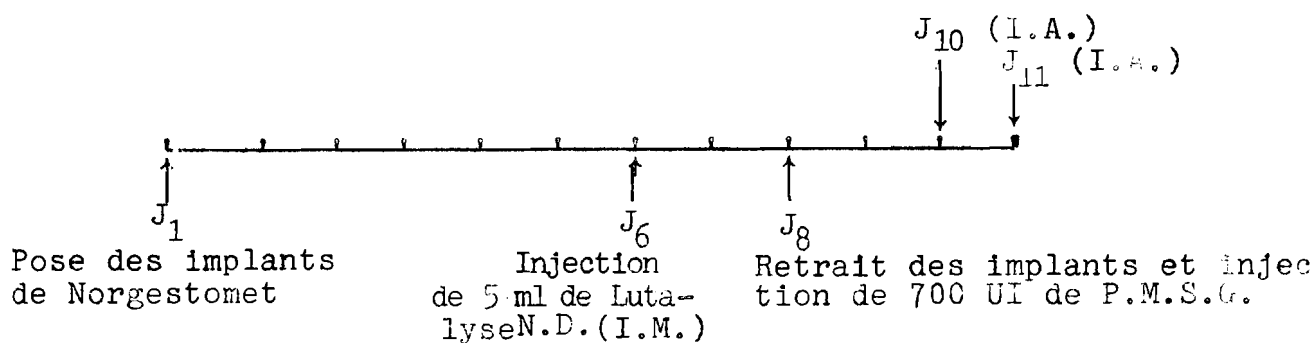 J10 (I.A.)
J11 (I.A.)
J1
J6
J8
Pose des implants
de Norgestomet
Injection
de 5 ml de Luta-
lyse N.D. (I.M.)
Retrait des implants et injec
tion de 700 UI de P.M.S.G.